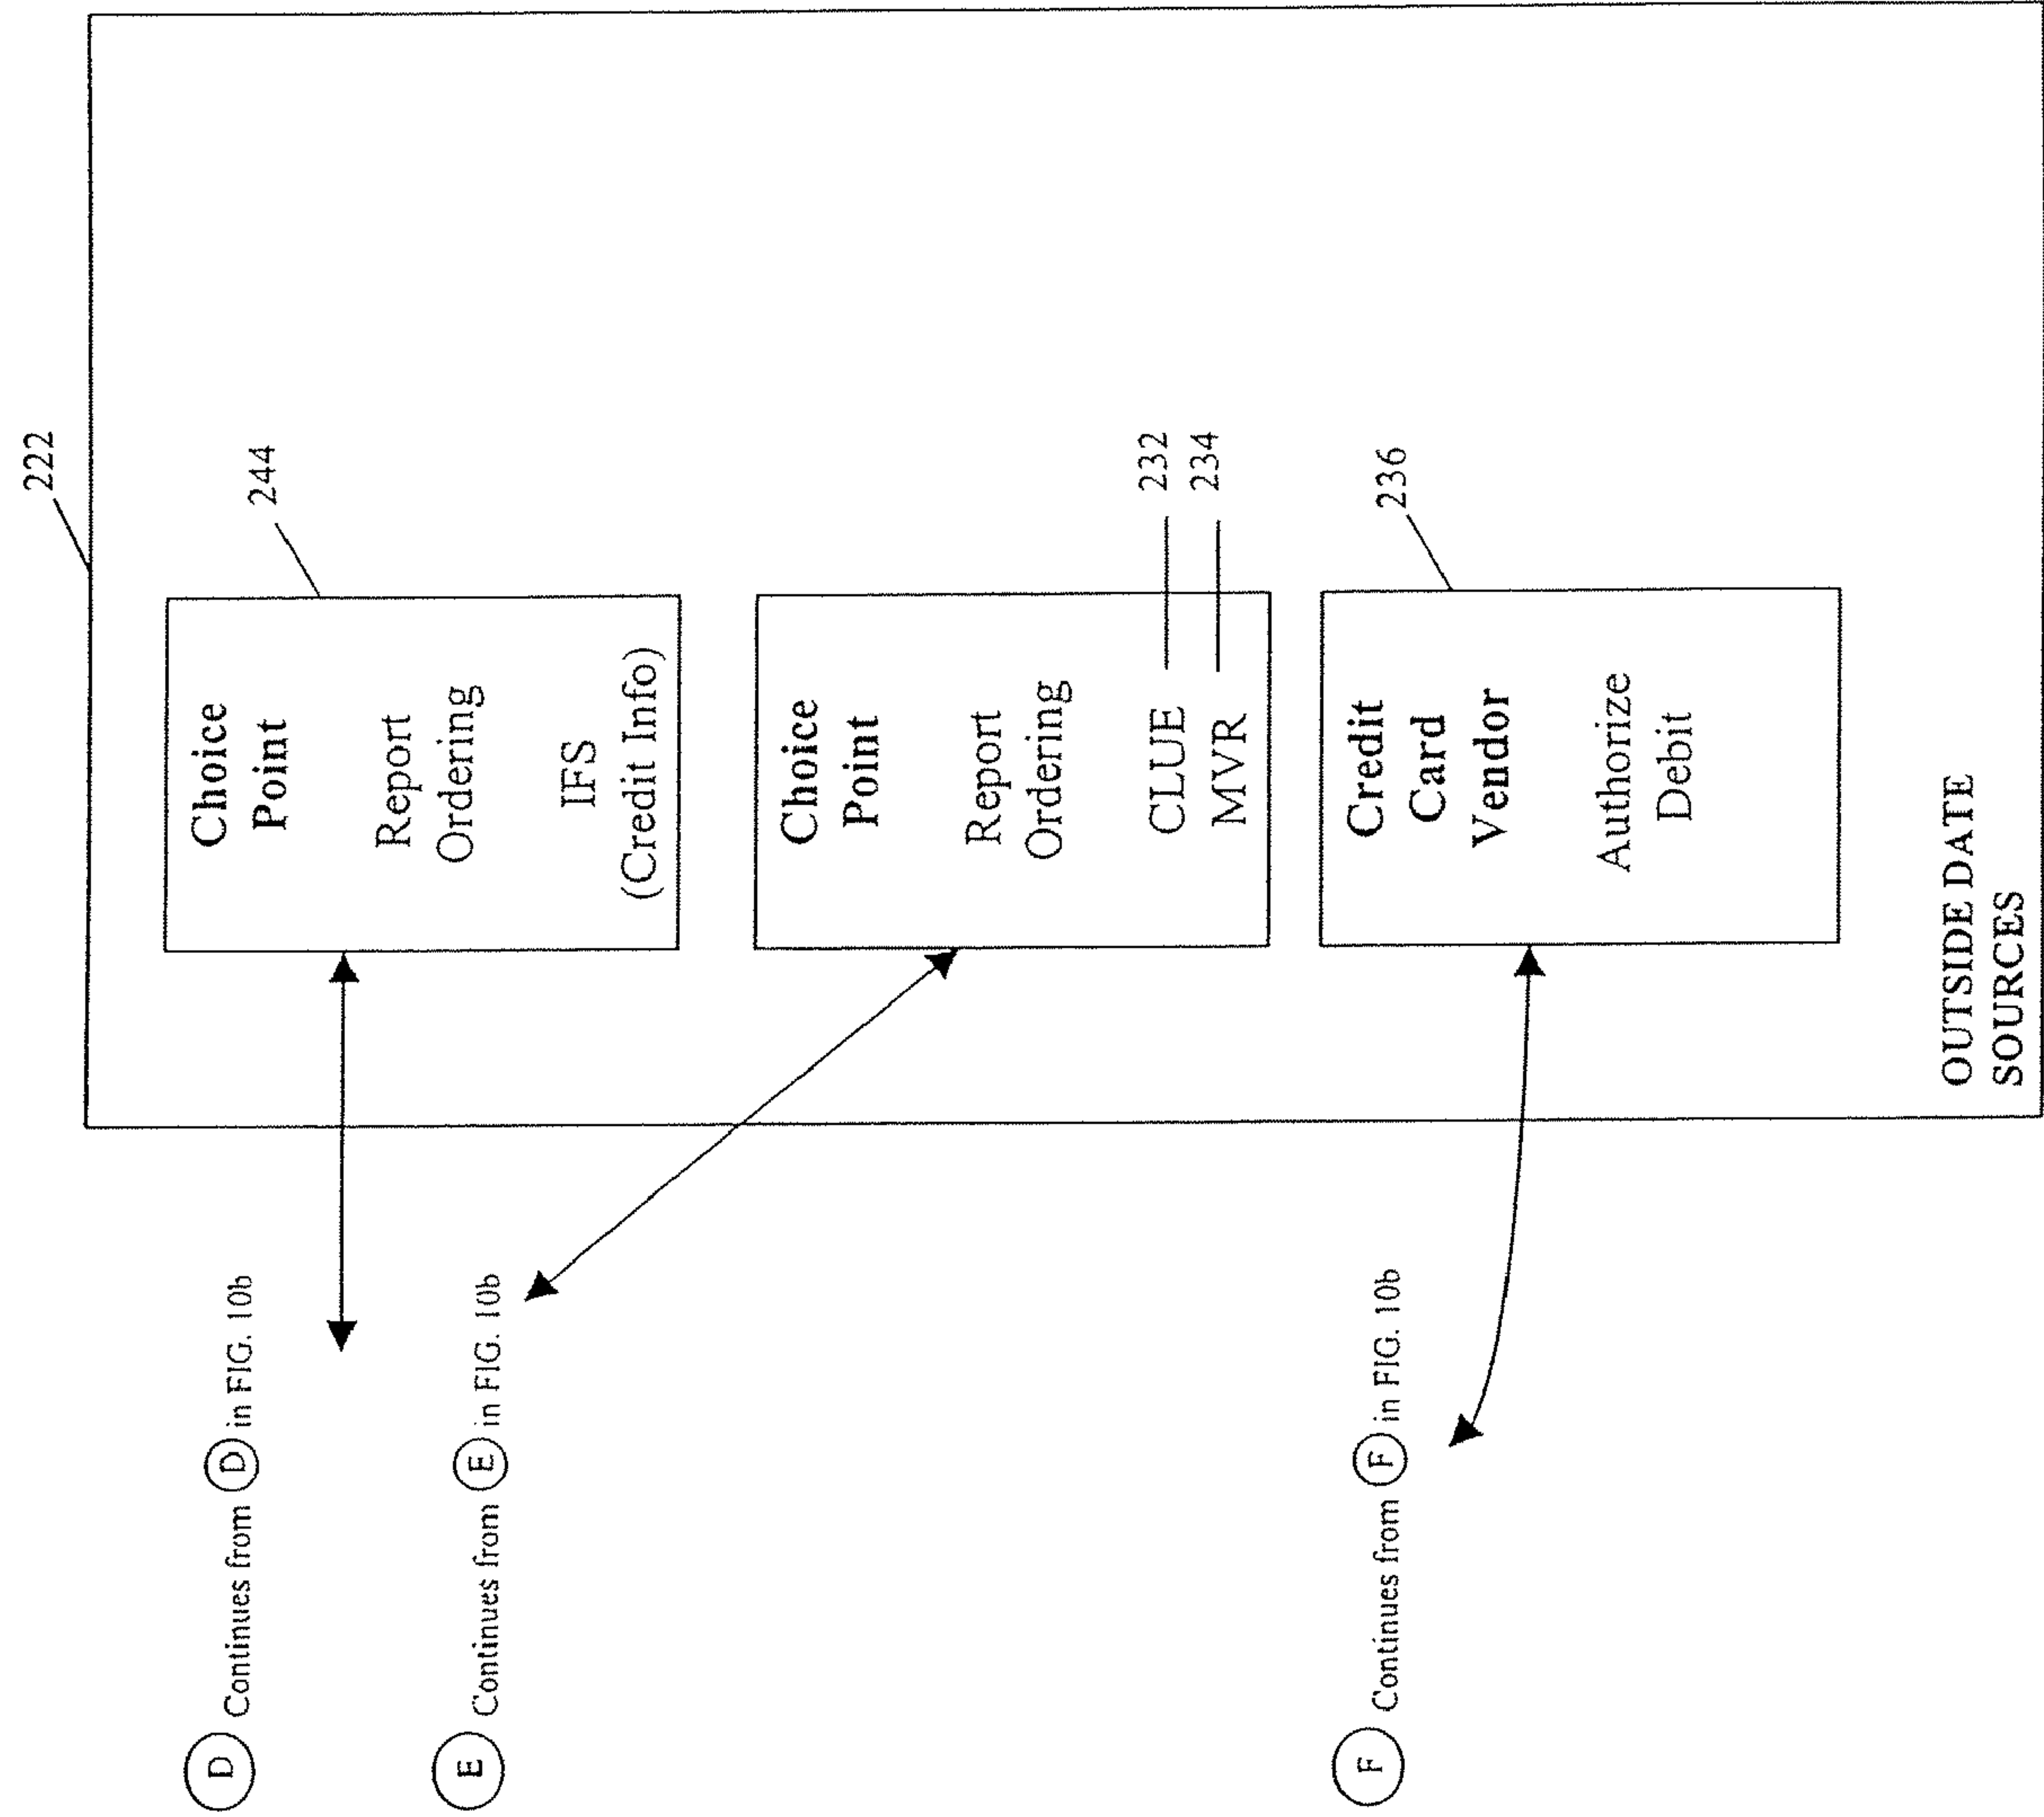 222
244
Choice
Point
Report
Ordering
IFS
(Credit Info)
D Continues from D in FIG. 10b
E Continues from E in FIG. 10b
Choice
Point
Report
Ordering
CLUE 232
MVR 234
236
Credit
Card
Vendor
Authorize
Debit
F Continues from F in FIG. 10b
OUTSIDE DATE
SOURCES